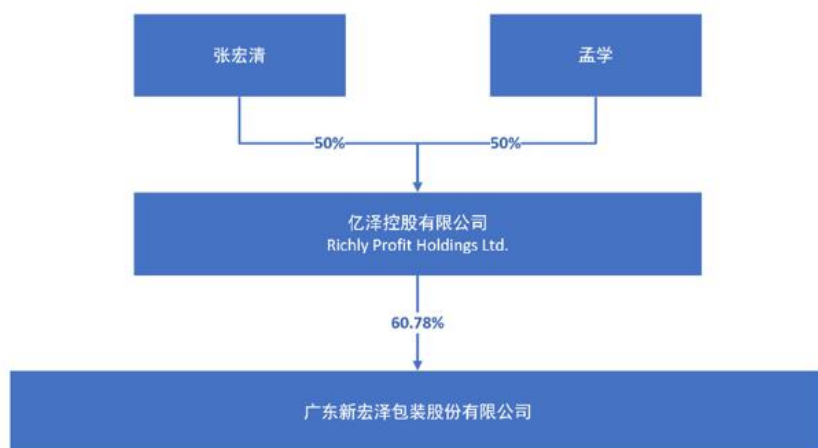 张宏清
孟学
50%
50%
亿泽控股有限公司
Richly Profit Holdings Ltd.
60.78%
广东新宏泽包装股份有限公司